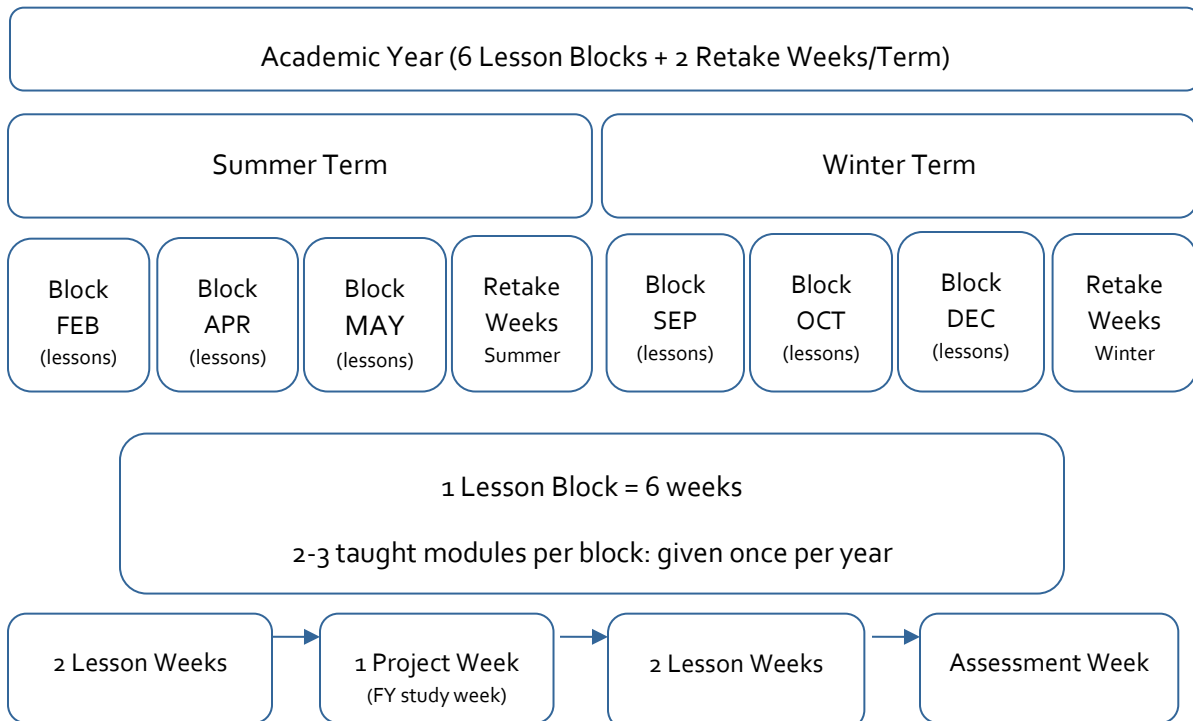 Academic Year (6 Lesson Blocks + 2 Retake Weeks/Term)
Summer Term
Winter Term
Block
FEB
(lessons)
Block
APR
(lessons)
Block
MAY
(lessons)
Retake
Weeks
Summer
Block
SEP
(lessons)
Block
OCT
(lessons)
Block
DEC
(lessons)
Retake
Weeks
Winter
1 Lesson Block = 6 weeks
2-3 taught modules per block: given once per year
2 Lesson Weeks
1 Project Week
(FY study week)
2 Lesson Weeks
Assessment Week